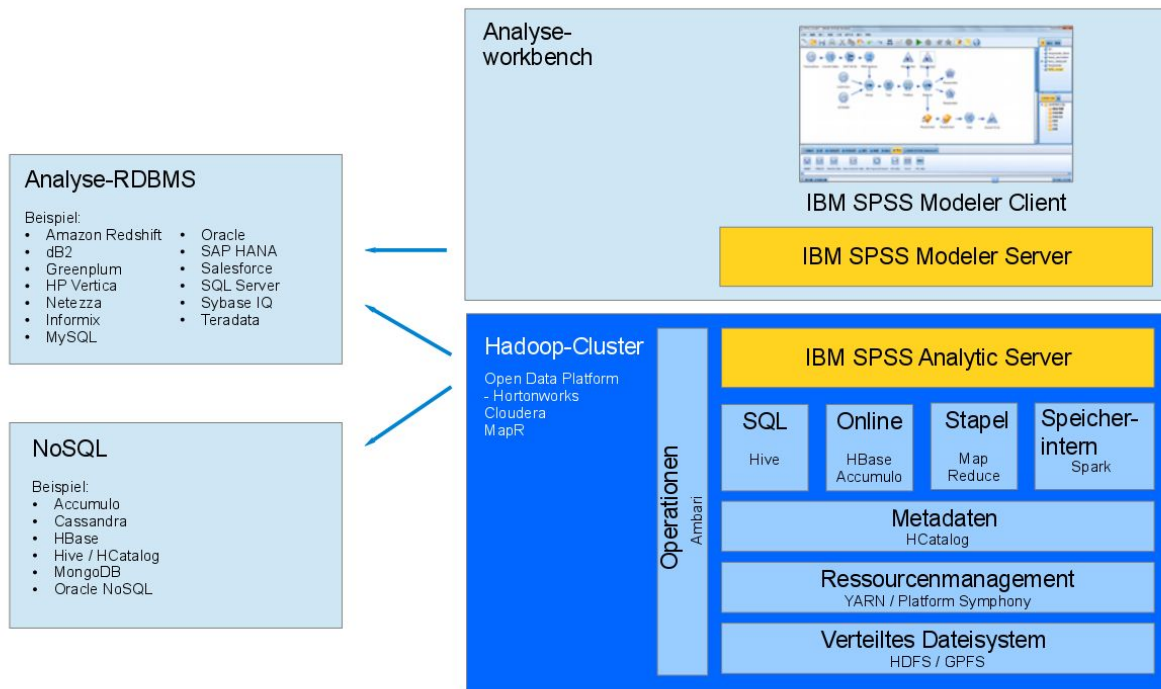 Analyse-
workbench
IBM SPSS Modeler Client
IBM SPSS Modeler Server
Analyse-RDBMS
Beispiel:
• Amazon Redshift
• dB2
• Greenplum
• HP Vertica
• Netezza
• Informix
• MySQL
• Oracle
• SAP HANA
• Salesforce
• SQL Server
• Sybase IQ
• Teradata
NoSQL
Beispiel:
• Accumulo
• Cassandra
• HBase
• Hive / HCatalog
• MongoDB
• Oracle NoSQL
Hadoop-Cluster
Open Data Platform
- Hortonworks
Cloudera
MapR
Operationen
Ambari
IBM SPSS Analytic Server
SQL
Hive
Online
HBase
Accumulo
Stapel
Map
Reduce
Speicher-
intern
Spark
Metadaten
HCatalog
Ressourcenmanagement
YARN / Platform Symphony
Verteiltes Dateisystem
HDFS / GPFS